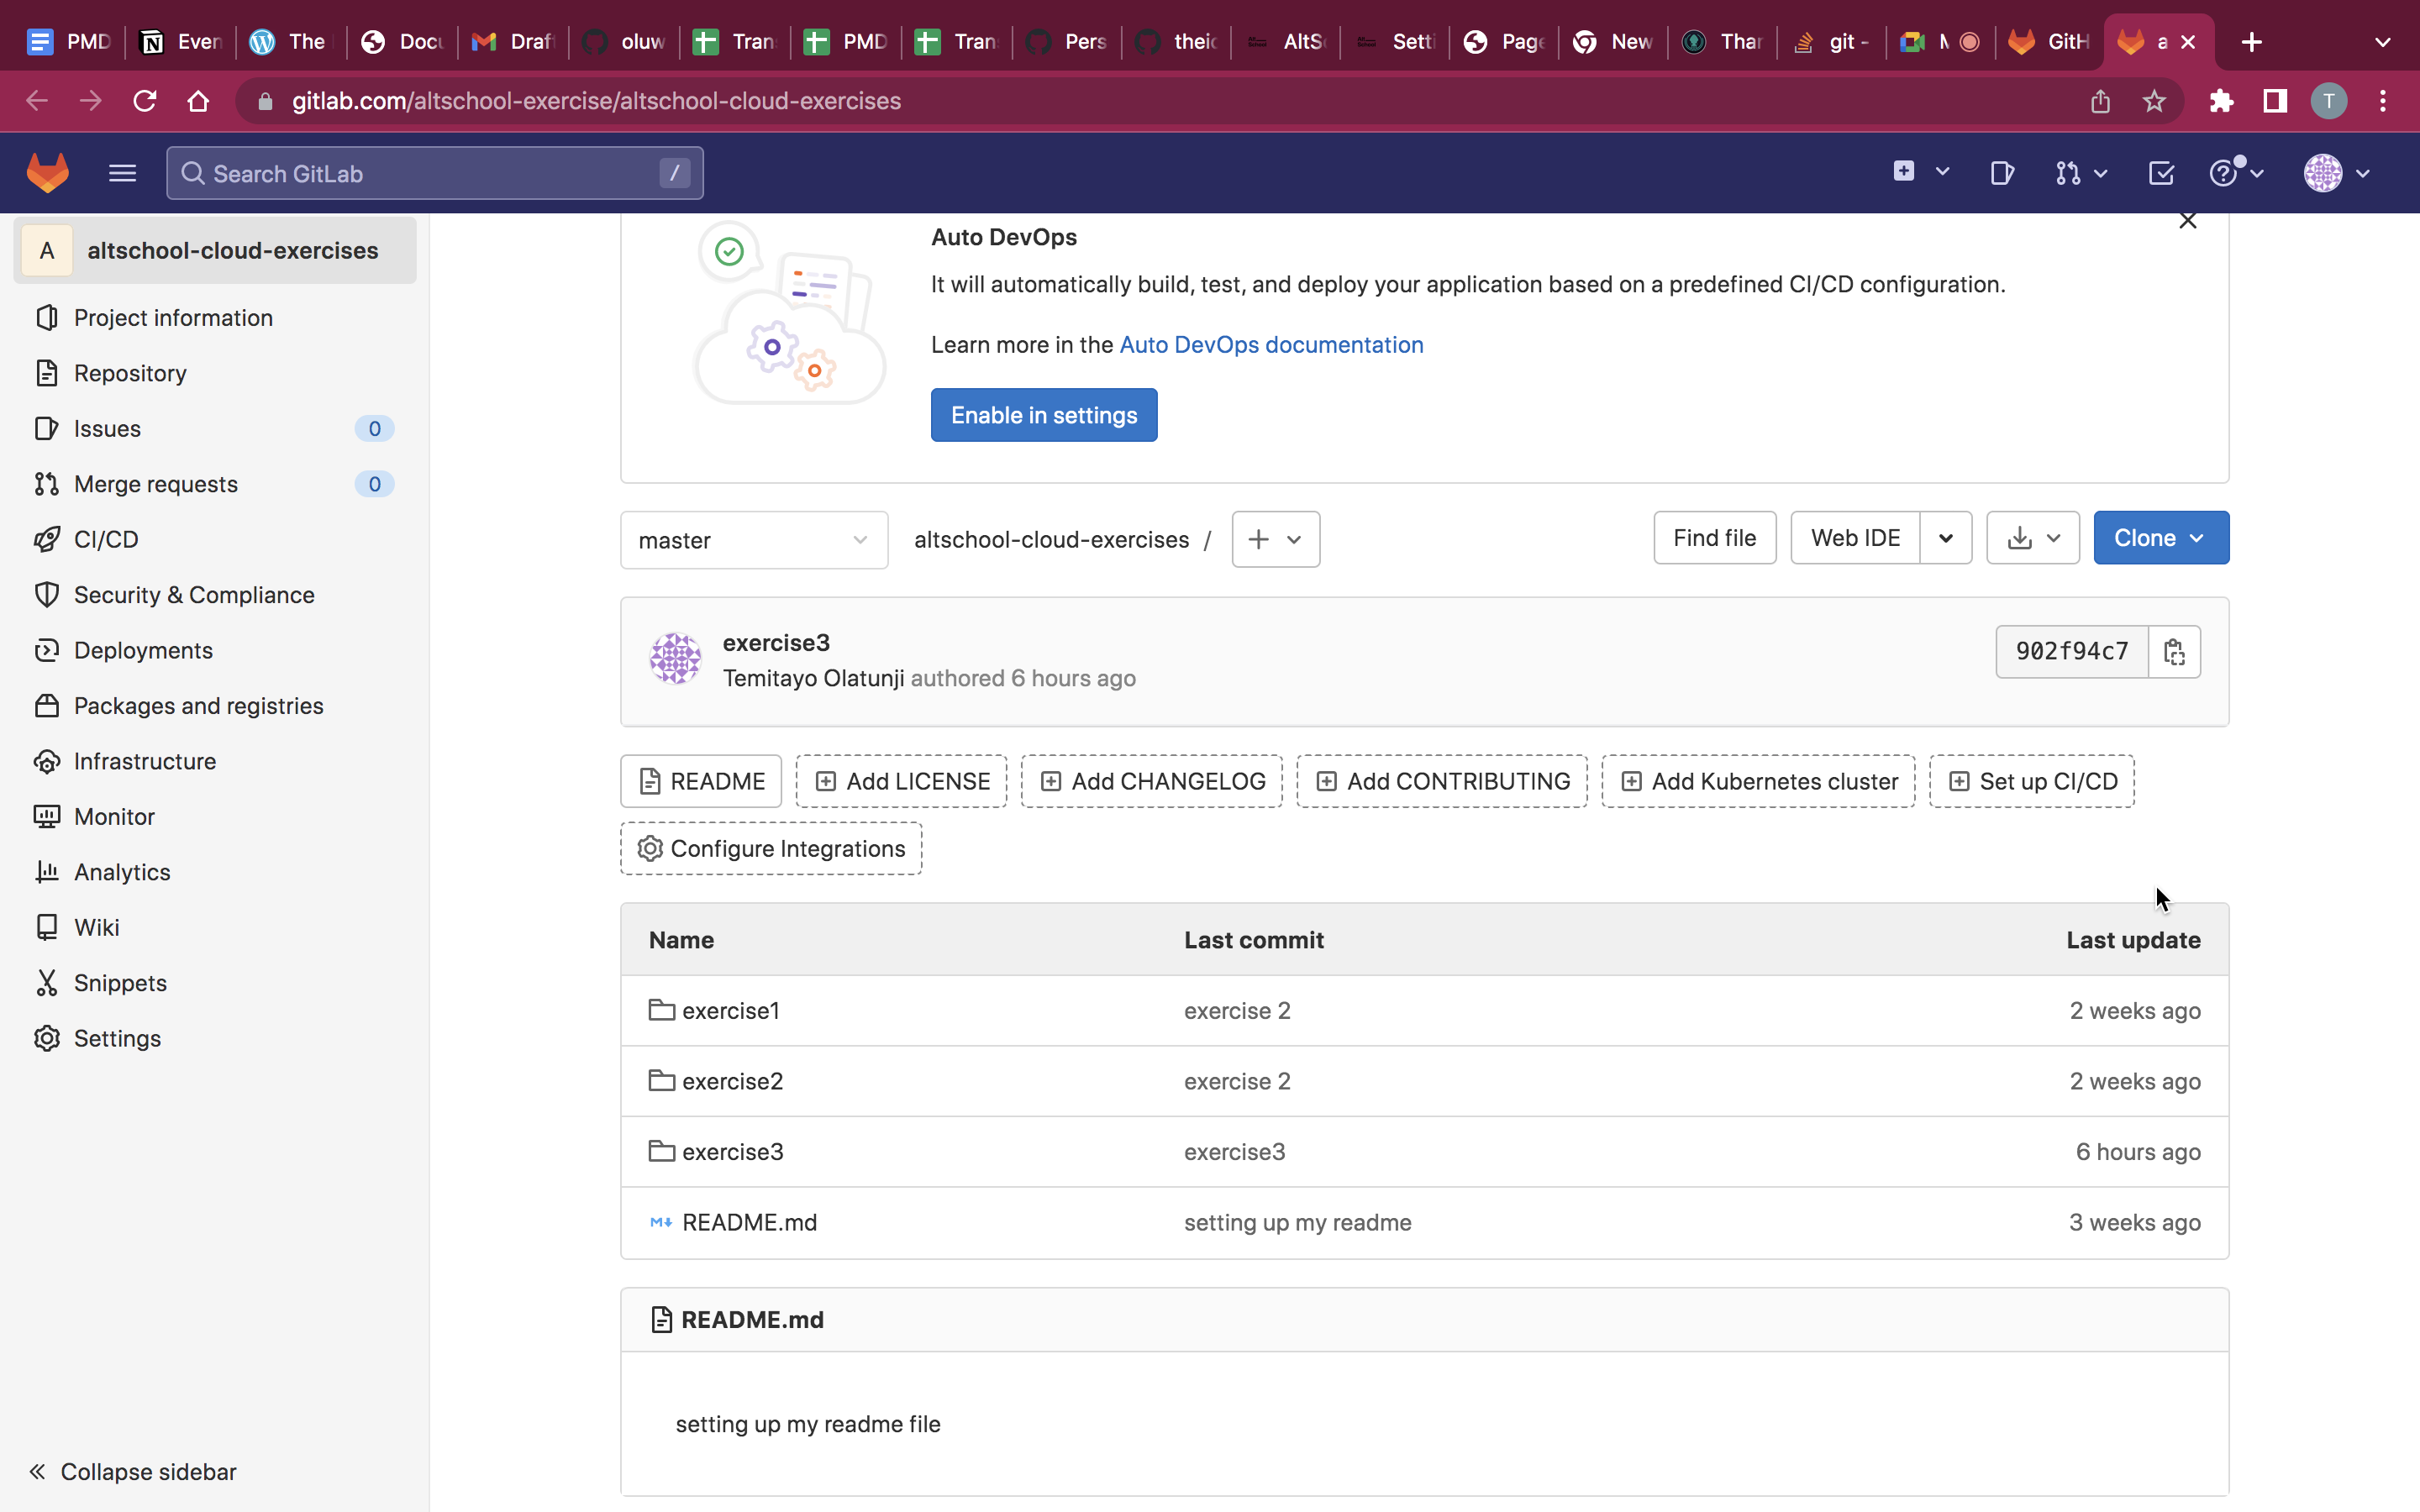 PMD
Even
The
Docu
Draf
oluw
Tran
PMD
Tran
Pers
theic
AltSc
Setti
Page
New
Than
git -
GitH
a
gitlab.com/altschool-exercise/altschool-cloud-exercises
T
Search GitLab
/
A
altschool-cloud-exercises
Project information
Repository
Issues 0
Merge requests 0
CI/CD
Security & Compliance
Deployments
Packages and registries
Infrastructure
Monitor
Analytics
Wiki
Snippets
Settings
Collapse sidebar
Auto DevOps
It will automatically build, test, and deploy your application based on a predefined CI/CD configuration.
Learn more in the Auto DevOps documentation
Enable in settings
master
altschool-cloud-exercises /
Find file
Web IDE
Clone
exercise3
Temitayo Olatunji authored 6 hours ago
902f94c7
README
Add LICENSE
Add CHANGELOG
Add CONTRIBUTING
Add Kubernetes cluster
Set up CI/CD
Configure Integrations
Name Last commit Last update
exercise1 exercise 2 2 weeks ago
exercise2 exercise 2 2 weeks ago
exercise3 exercise3 6 hours ago
README.md setting up my readme 3 weeks ago
README.md
setting up my readme file